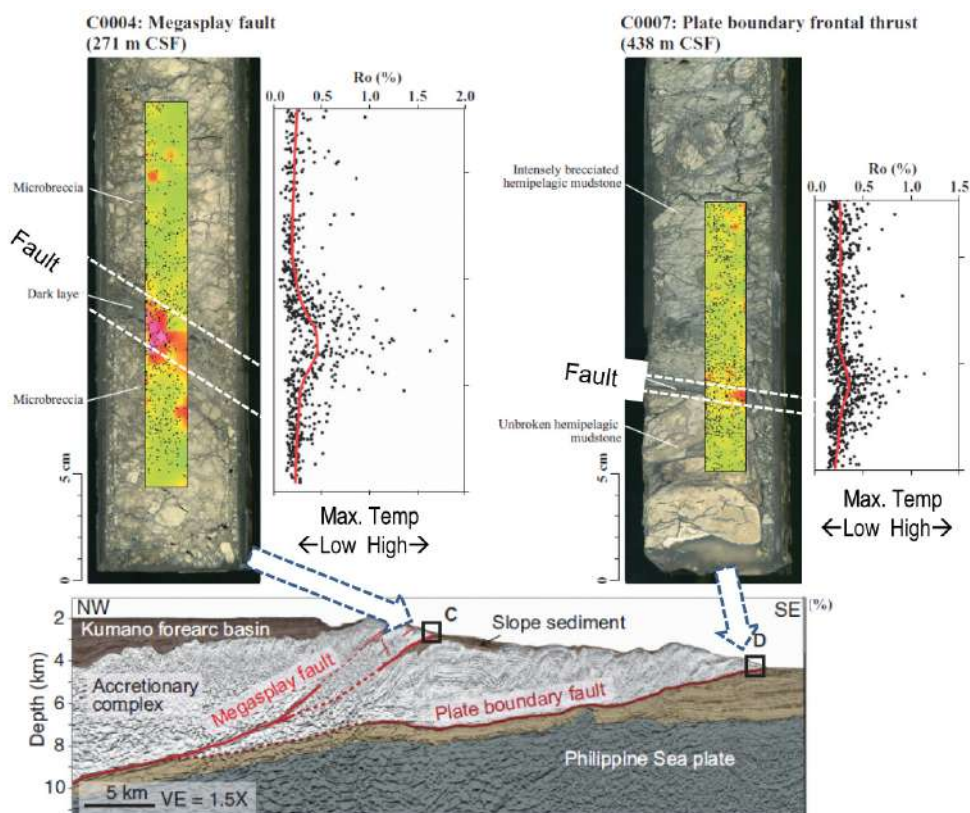 C0004: Megasplay fault
(271 m CSF)
Ro (%)
0.0 0.5 1.0 2.0
Microbreccia
Fault
Dark laye
Microbreccia
5 cm
0
Max. Temp
←Low High→
C0007: Plate boundary frontal thrust
(438 m CSF)
Ro (%)
0.0 0.5 1.0 1.5
Intensely brecciated
hemipelagic mudstone
Fault
Unbroken hemipelagic
mudstone
5 cm
0
Max. Temp
←Low High→
NW
SE
(%)
C
D
2
4
6
8
10
Depth (km)
Kumano forearc basin
Slope sediment
Accretionary
complex
Megasplay fault
Plate boundary fault
Philippine Sea plate
5 km VE = 1.5X